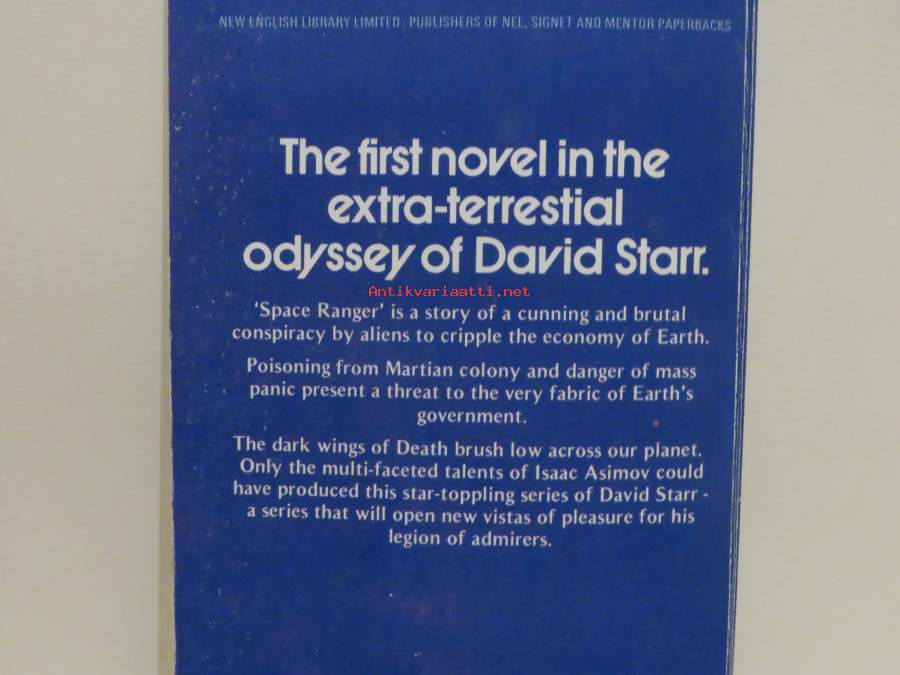 NEW ENGLISH LIBRARY LIMITED: PUBLISHERS OF NEL, SIGNET AND MENTOR PAPERBACKS
The first novel in the
extra-terrestial
odyssey of David Starr.
Antikvariaatti.net
'Space Ranger' is a story of a cunning and brutal
conspiracy by aliens to cripple the economy of Earth.
Poisoning from Martian colony and danger of mass
panic present a threat to the very fabric of Earth's
government.
The dark wings of Death brush low across our planet.
Only the multi-faceted talents of Isaac Asimov could
have produced this star-toppling series of David Starr -
a series that will open new vistas of pleasure for his
legion of admirers.